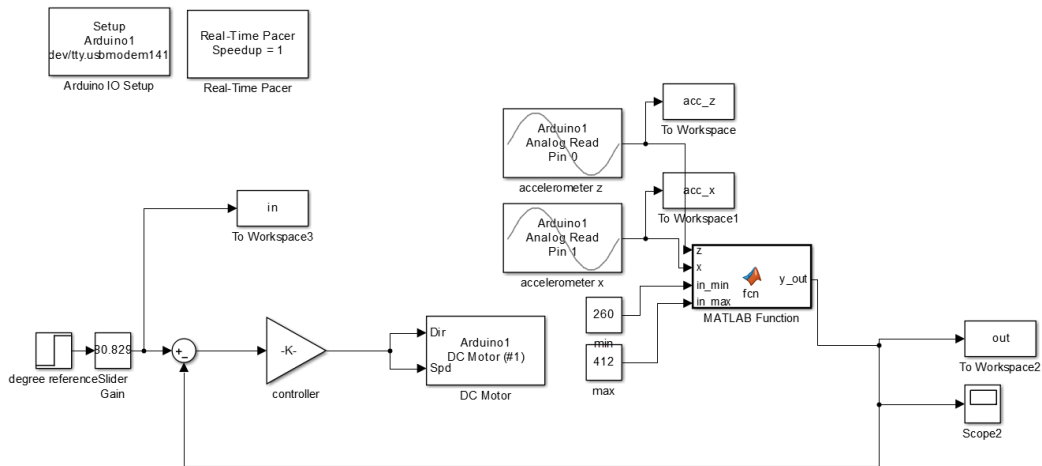 Setup
Arduino1
dev/tty.usbmodem141
Arduino IO Setup
Real-Time Pacer
Speedup = 1
Real-Time Pacer
acc_z
To Workspace
Arduino1
Analog Read
Pin 0
accelerometer z
acc_x
To Workspace1
in
To Workspace3
Arduino1
Analog Read
Pin 1
accelerometer x
z
x
in_min
in_max
fcn
y_out
MATLAB Function
260
min
412
max
degree reference
30.829
Slider
Gain
+
−
-K-
controller
Dir
Spd
Arduino1
DC Motor (#1)
DC Motor
out
To Workspace2
Scope2